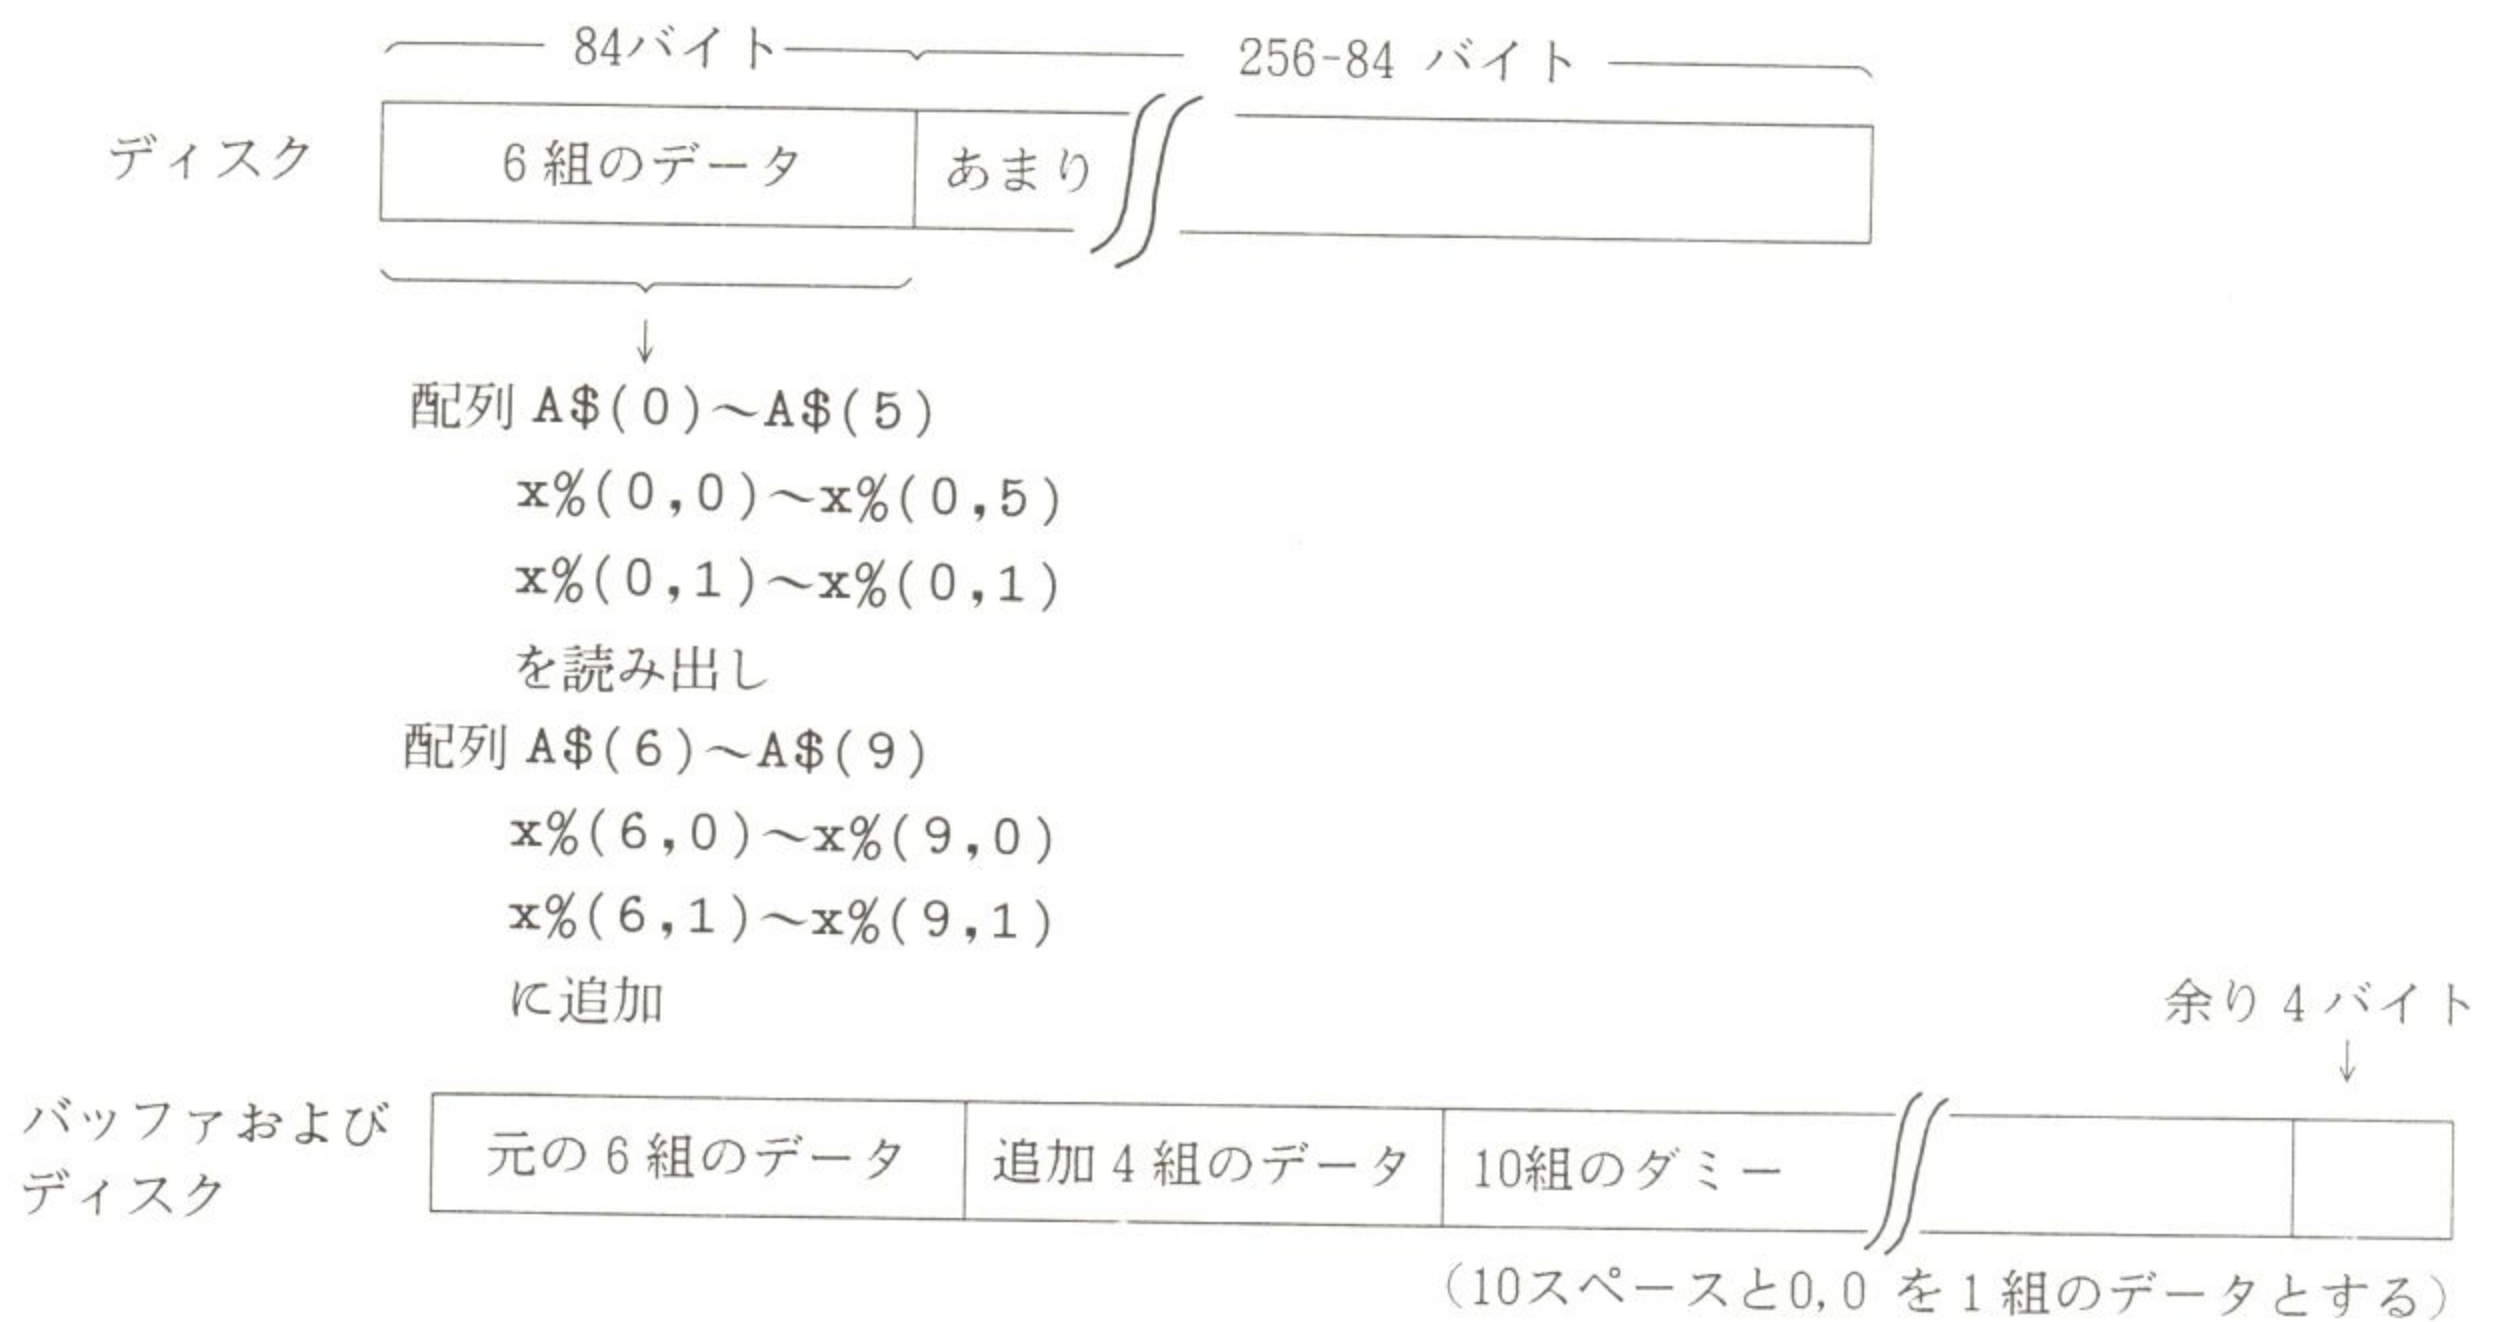 84バイト 256-84 バイト
ディスク 6組のデータ あまり
配列 A$(0)~A$(5)
x%(0,0)~x%(0,5)
x%(0,1)~x%(0,1)
を読み出し
配列 A$(6)~A$(9)
x%(6,0)~x%(9,0)
x%(6,1)~x%(9,1)
に追加
余り4バイト
バッファおよび
ディスク
元の6組のデータ 追加4組のデータ 10組のダミー
(10スペースと0,0 を1組のデータとする)